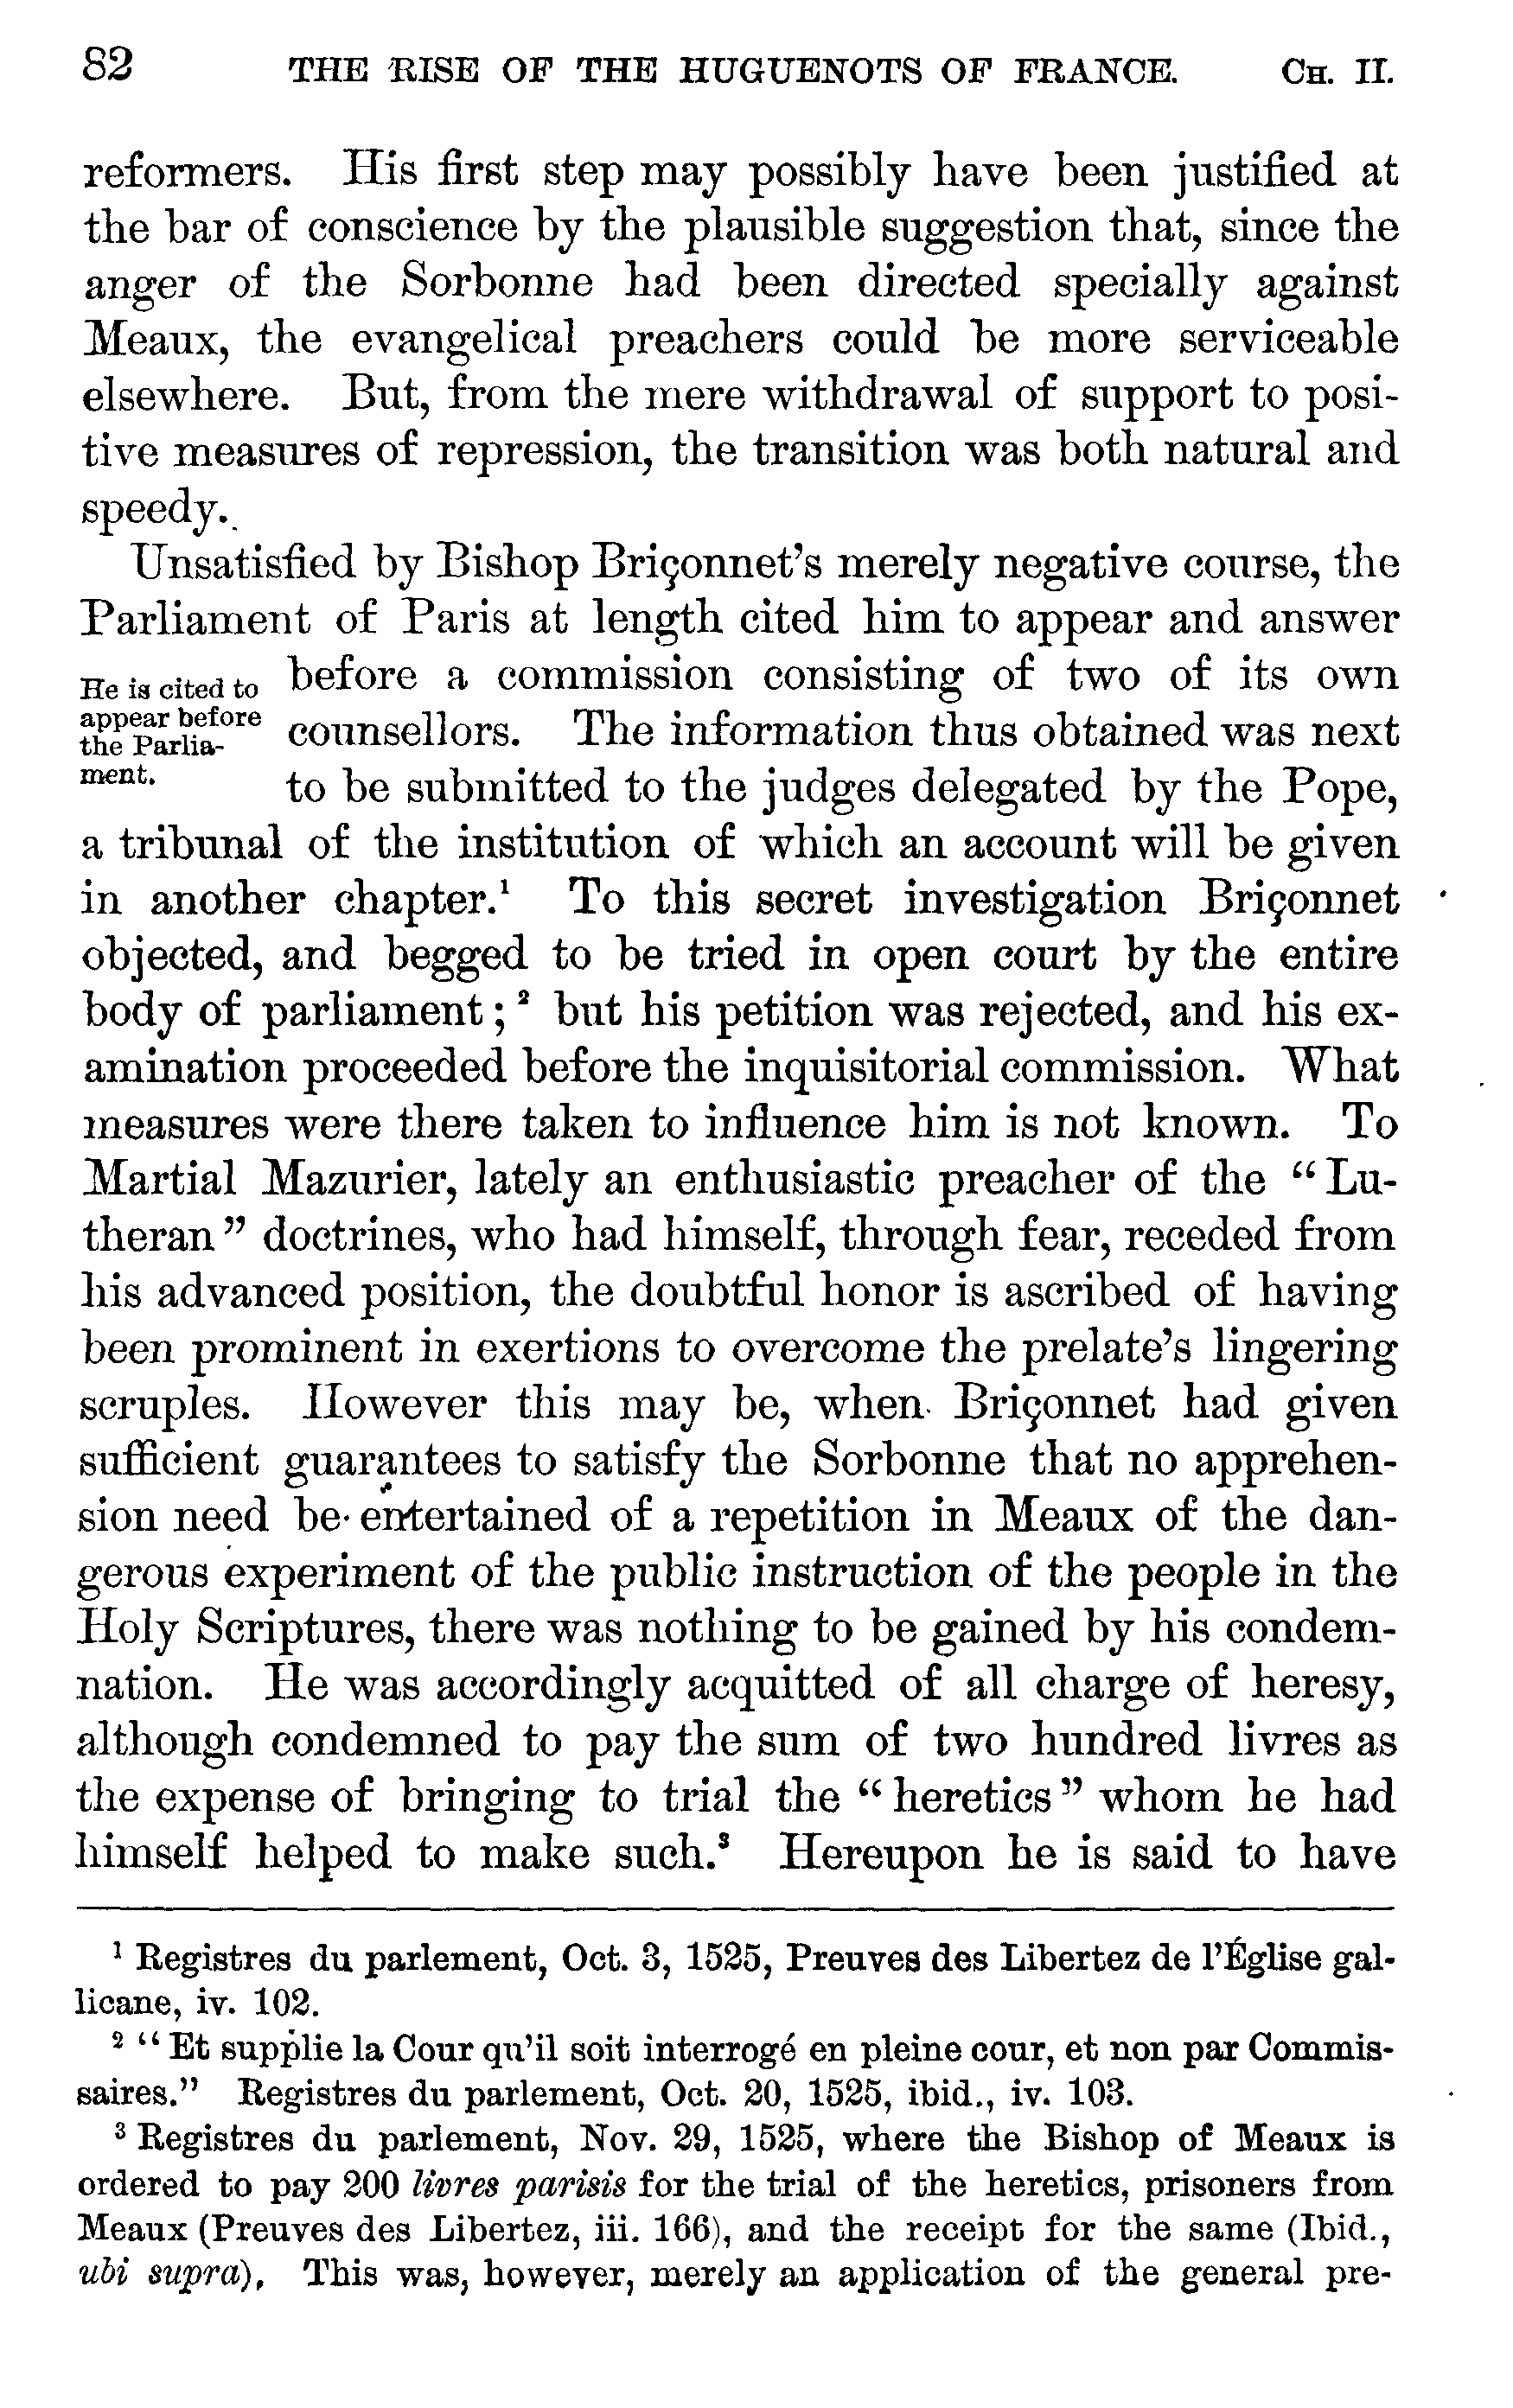 82 THE RISE OF THE HUGUENOTS OF FRANCE. CH. II.
reformers. His first step may possibly have been justified at
the bar of conscience by the plausible suggestion that, since the
anger of the Sorbonne had been directed specially against
Meaux, the evangelical preachers could be more serviceable
elsewhere. But, from the mere withdrawal of support to posi-
tive measures of repression, the transition was both natural and
speedy.
Unsatisfied by Bishop Briçonnet's merely negative course, the
Parliament of Paris at length cited him to appear and answer
He is cited to
appear before
the Parlia-
ment.
before a commission consisting of two of its own
counsellors. The information thus obtained was next
to be submitted to the judges delegated by the Pope,
a tribunal of the institution of which an account will be given
in another chapter.¹ To this secret investigation Briçonnet
objected, and begged to be tried in open court by the entire
body of parliament;² but his petition was rejected, and his ex-
amination proceeded before the inquisitorial commission. What
measures were there taken to influence him is not known. To
Martial Mazurier, lately an enthusiastic preacher of the "Lu-
theran" doctrines, who had himself, through fear, receded from
his advanced position, the doubtful honor is ascribed of having
been prominent in exertions to overcome the prelate's lingering
scruples. However this may be, when Briçonnet had given
sufficient guarantees to satisfy the Sorbonne that no apprehen-
sion need be entertained of a repetition in Meaux of the dan-
gerous experiment of the public instruction of the people in the
Holy Scriptures, there was nothing to be gained by his condem-
nation. He was accordingly acquitted of all charge of heresy,
although condemned to pay the sum of two hundred livres as
the expense of bringing to trial the "heretics" whom he had
himself helped to make such.³ Hereupon he is said to have
¹ Registres du parlement, Oct. 3, 1525, Preuves des Libertez de l'Église gal-
licane, iv. 102.
² "Et supplie la Cour qu'il soit interrogé en pleine cour, et non par Commis-
saires." Registres du parlement, Oct. 20, 1525, ibid., iv. 103.
³ Registres du parlement, Nov. 29, 1525, where the Bishop of Meaux is
ordered to pay 200 livres parisis for the trial of the heretics, prisoners from
Meaux (Preuves des Libertez, iii. 166), and the receipt for the same (Ibid.,
ubi supra). This was, however, merely an application of the general pre-